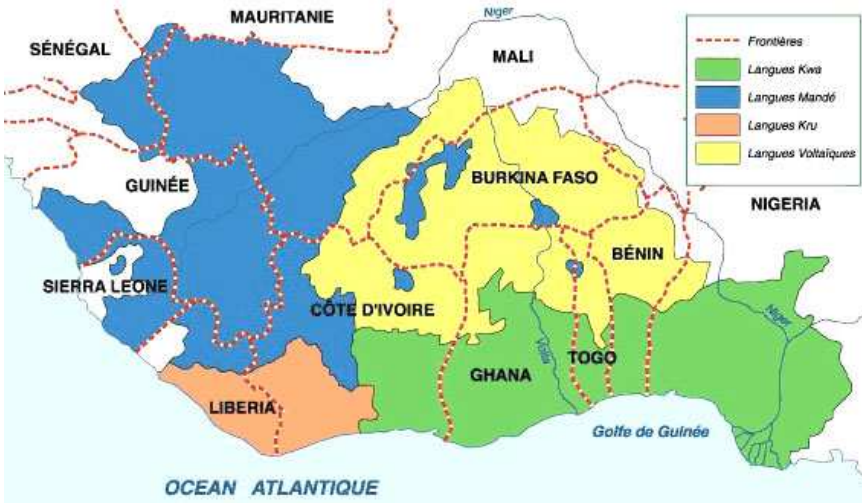 MAURITANIE
Niger
SÉNÉGAL
MALI
Frontières
Langues Kwa
Langues Mandé
Langues Kru
Langues Voltaïques
GUINÉE
BURKINA FASO
NIGERIA
BÉNIN
SIERRA LEONE
CÔTE D'IVOIRE
Niger
Volta
TOGO
GHANA
LIBERIA
Golfe de Guinée
OCEAN ATLANTIQUE